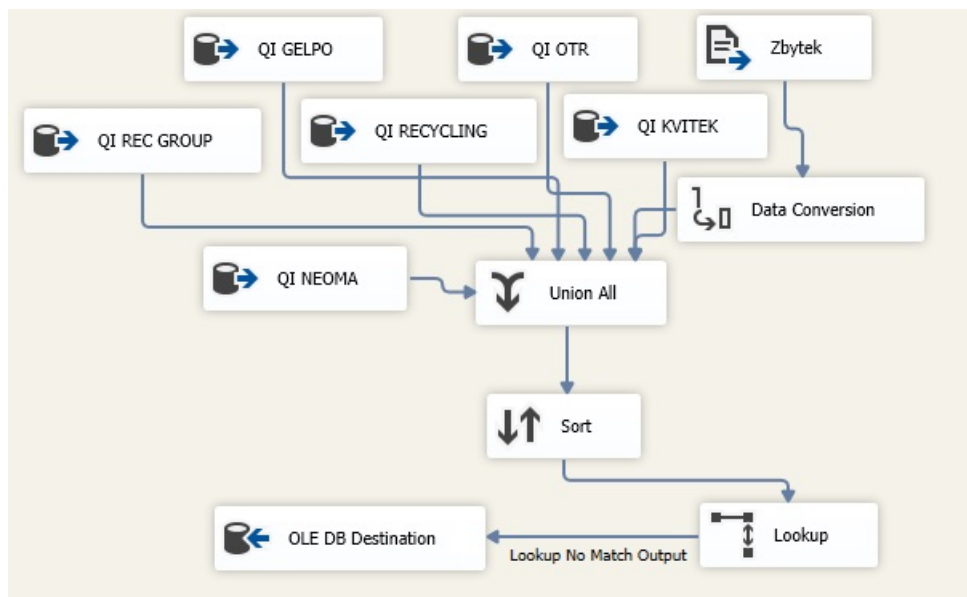 QI GELPO
QI OTR
Zbytek
QI REC GROUP
QI RECYCLING
QI KVITEK
Data Conversion
QI NEOMA
Union All
Sort
Lookup
OLE DB Destination
Lookup No Match Output